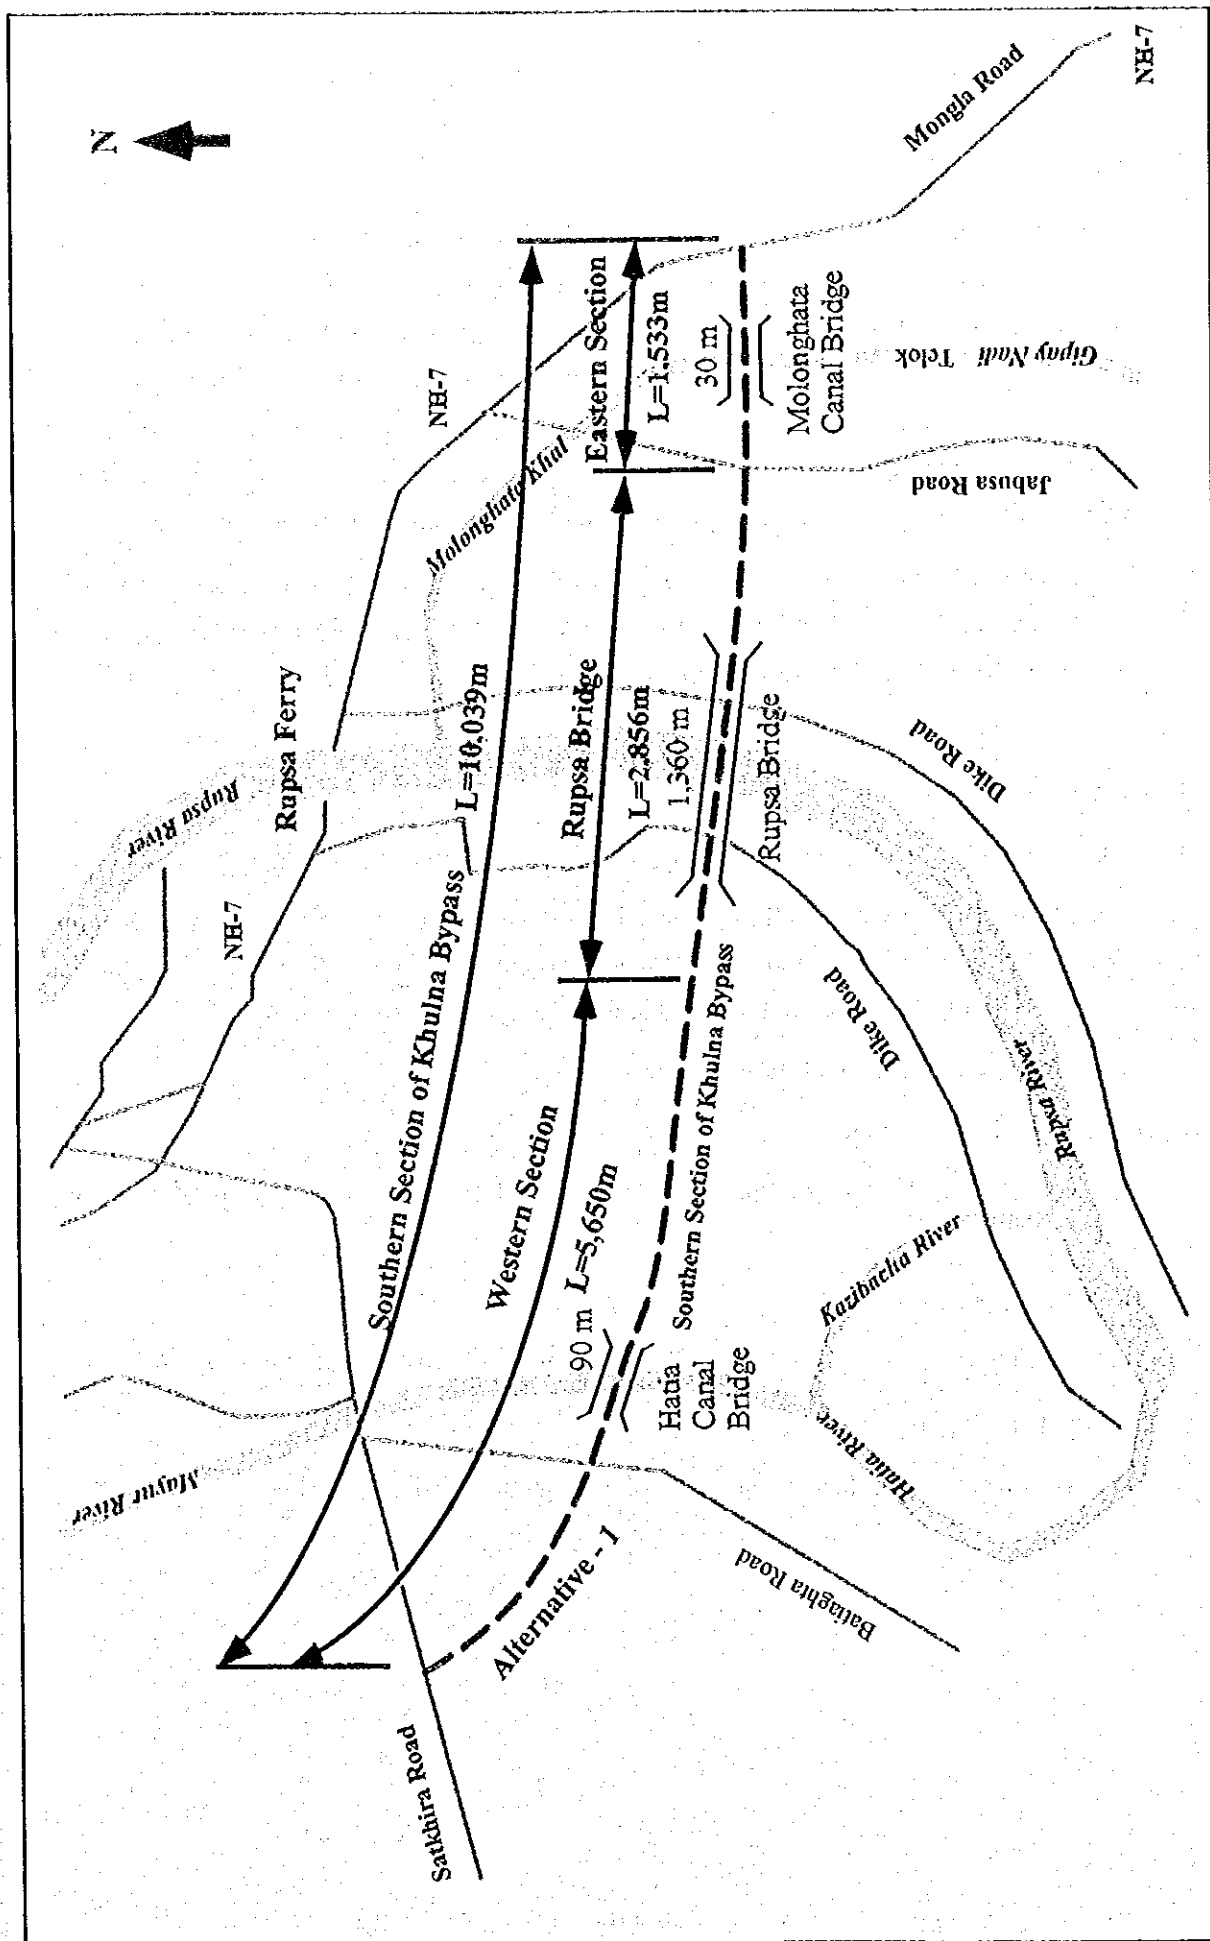 N
NH-7
Mongla Road
NH-7
Molonghata Khal
Eastern Section
L=1.533m
30 m
Molonghata
Canal Bridge
Gipay Nadi Telok
Jabusa Road
Rupsa Ferry
Rupsa River
NH-7
L=10.039m
Southern Section of Khulna Bypass
Rupsa Bridge
L=2.856m
1,360 m
Rupsa Bridge
Dike Road
Dike Road
Rupsa River
Western Section
L=5,650m
90 m
Southern Section of Khulna Bypass
Hatia
Canal
Bridge
Kazibacha River
Hatia River
Mayur River
Alternative - 1
Batiaghta Road
Satkhira Road